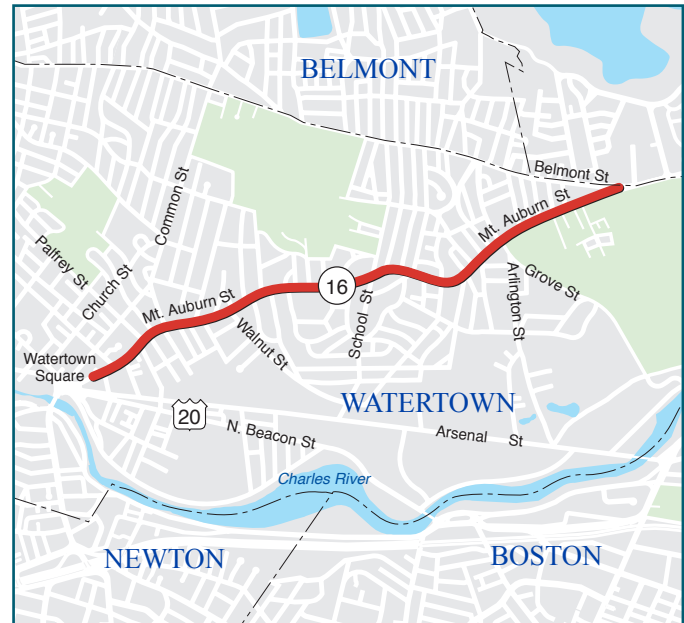 BELMONT
Belmont St
Common St
Mt. Auburn St
Palfrey St
Church St
Grove St
Arlington St
16
Mt. Auburn St
School St
Walnut St
Watertown
Square
WATERTOWN
20
N. Beacon St
Arsenal St
Charles River
NEWTON
BOSTON